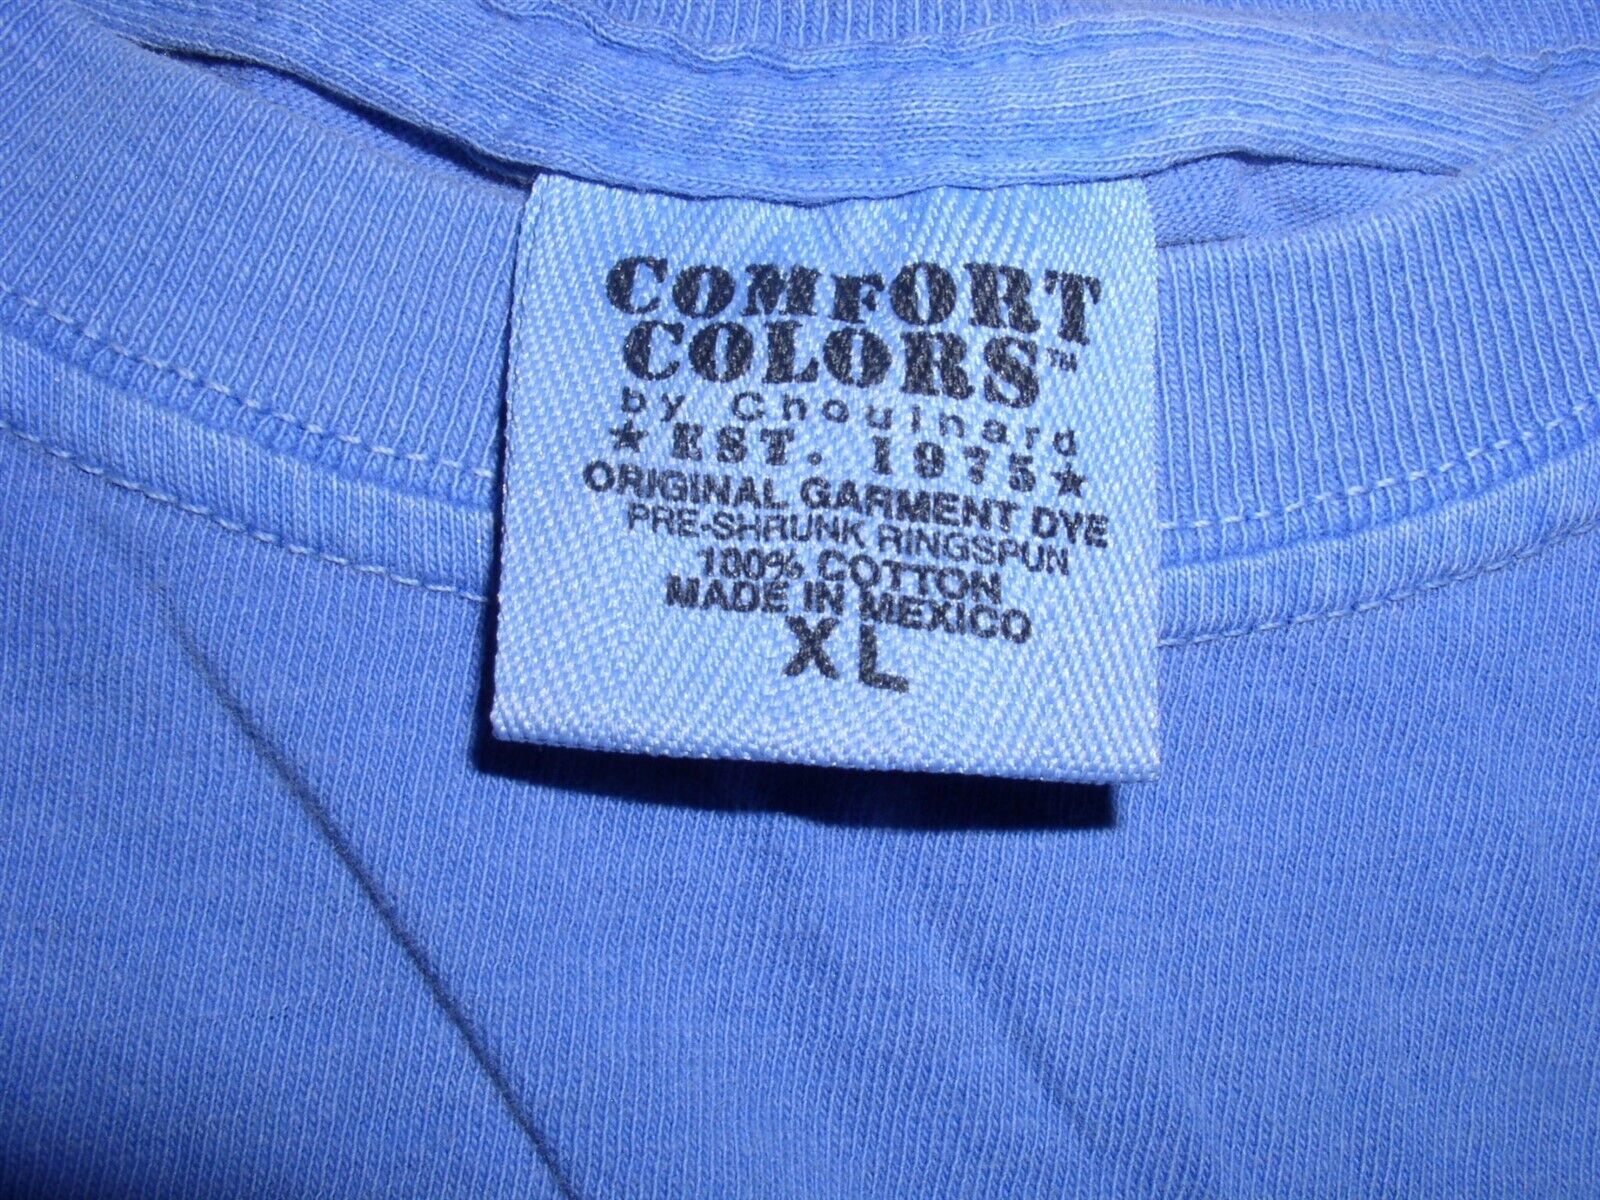 COMFORT
COLORS™
by Chouinard
★ EST. 1975 ★
ORIGINAL GARMENT DYE
PRE-SHRUNK RINGSPUN
100% COTTON
MADE IN MEXICO
XL